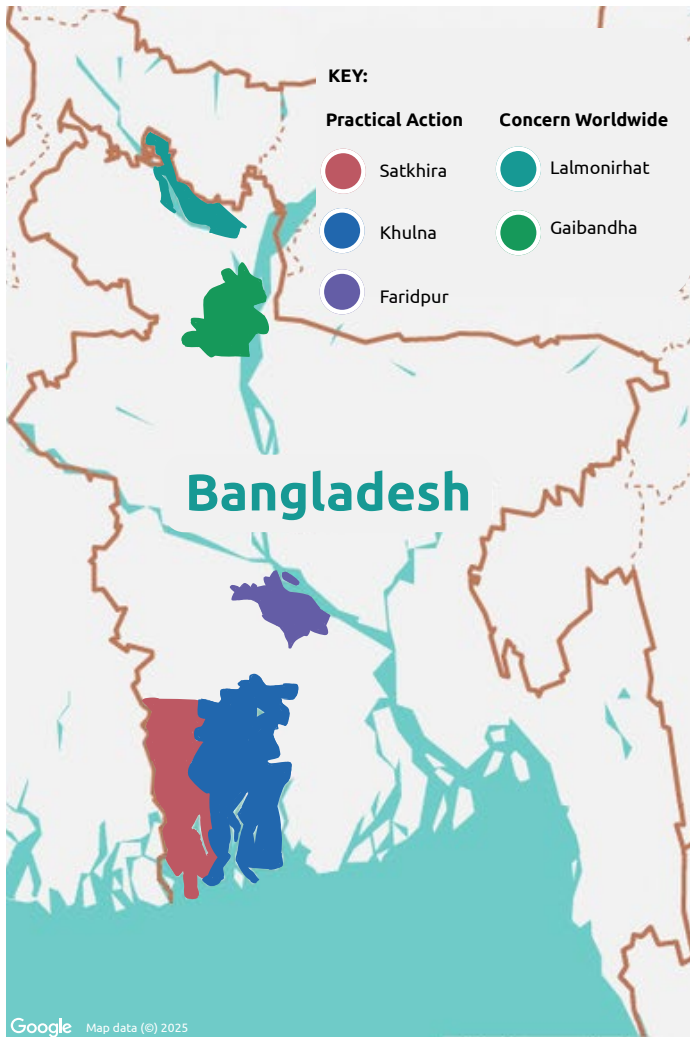 KEY:
Practical Action
Concern Worldwide
Satkhira
Lalmonirhat
Khulna
Gaibandha
Faridpur
Bangladesh
Google Map data (©) 2025